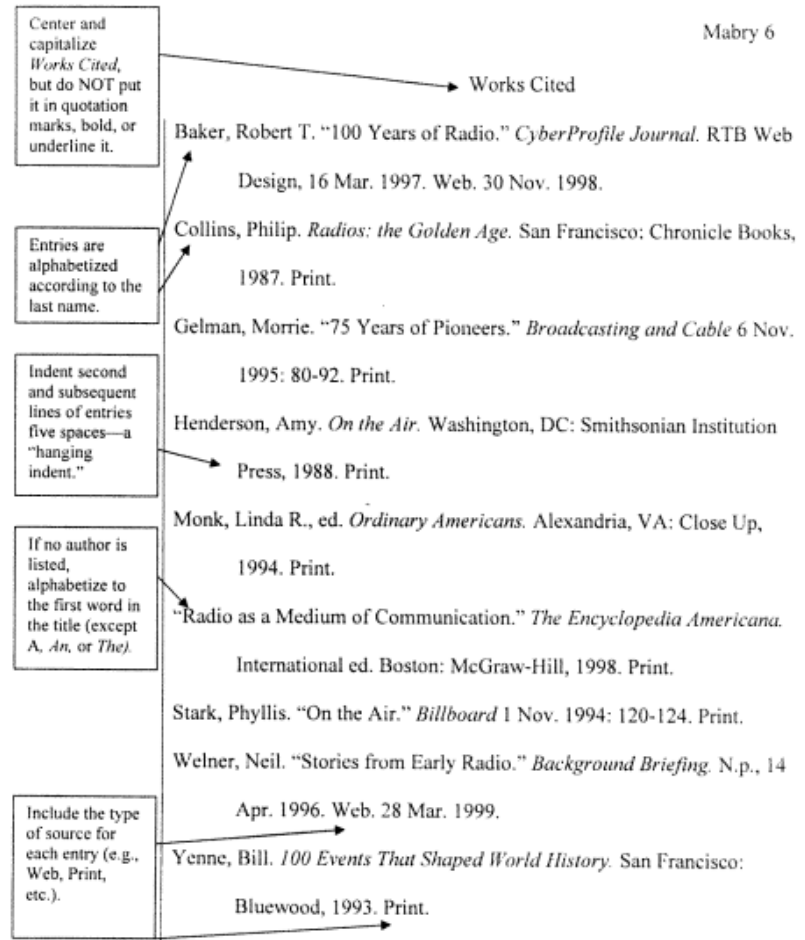 Mabry 6
Center and
capitalize
Works Cited,
but do NOT put
it in quotation
marks, bold, or
underline it.
Works Cited
Baker, Robert T. “100 Years of Radio.” CyberProfile Journal. RTB Web
Design, 16 Mar. 1997. Web. 30 Nov. 1998.
Entries are
alphabetized
according to the
last name.
Collins, Philip. Radios: the Golden Age. San Francisco: Chronicle Books,
1987. Print.
Gelman, Morrie. “75 Years of Pioneers.” Broadcasting and Cable 6 Nov.
1995: 80-92. Print.
Indent second
and subsequent
lines of entries
five spaces—a
“hanging
indent.”
Henderson, Amy. On the Air. Washington, DC: Smithsonian Institution
Press, 1988. Print.
Monk, Linda R., ed. Ordinary Americans. Alexandria, VA: Close Up,
1994. Print.
If no author is
listed,
alphabetize to
the first word in
the title (except
A, An, or The).
“Radio as a Medium of Communication.” The Encyclopedia Americana.
International ed. Boston: McGraw-Hill, 1998. Print.
Stark, Phyllis. “On the Air.” Billboard 1 Nov. 1994: 120-124. Print.
Welner, Neil. “Stories from Early Radio.” Background Briefing. N.p., 14
Apr. 1996. Web. 28 Mar. 1999.
Include the type
of source for
each entry (e.g.,
Web, Print,
etc.).
Yenne, Bill. 100 Events That Shaped World History. San Francisco:
Bluewood, 1993. Print.